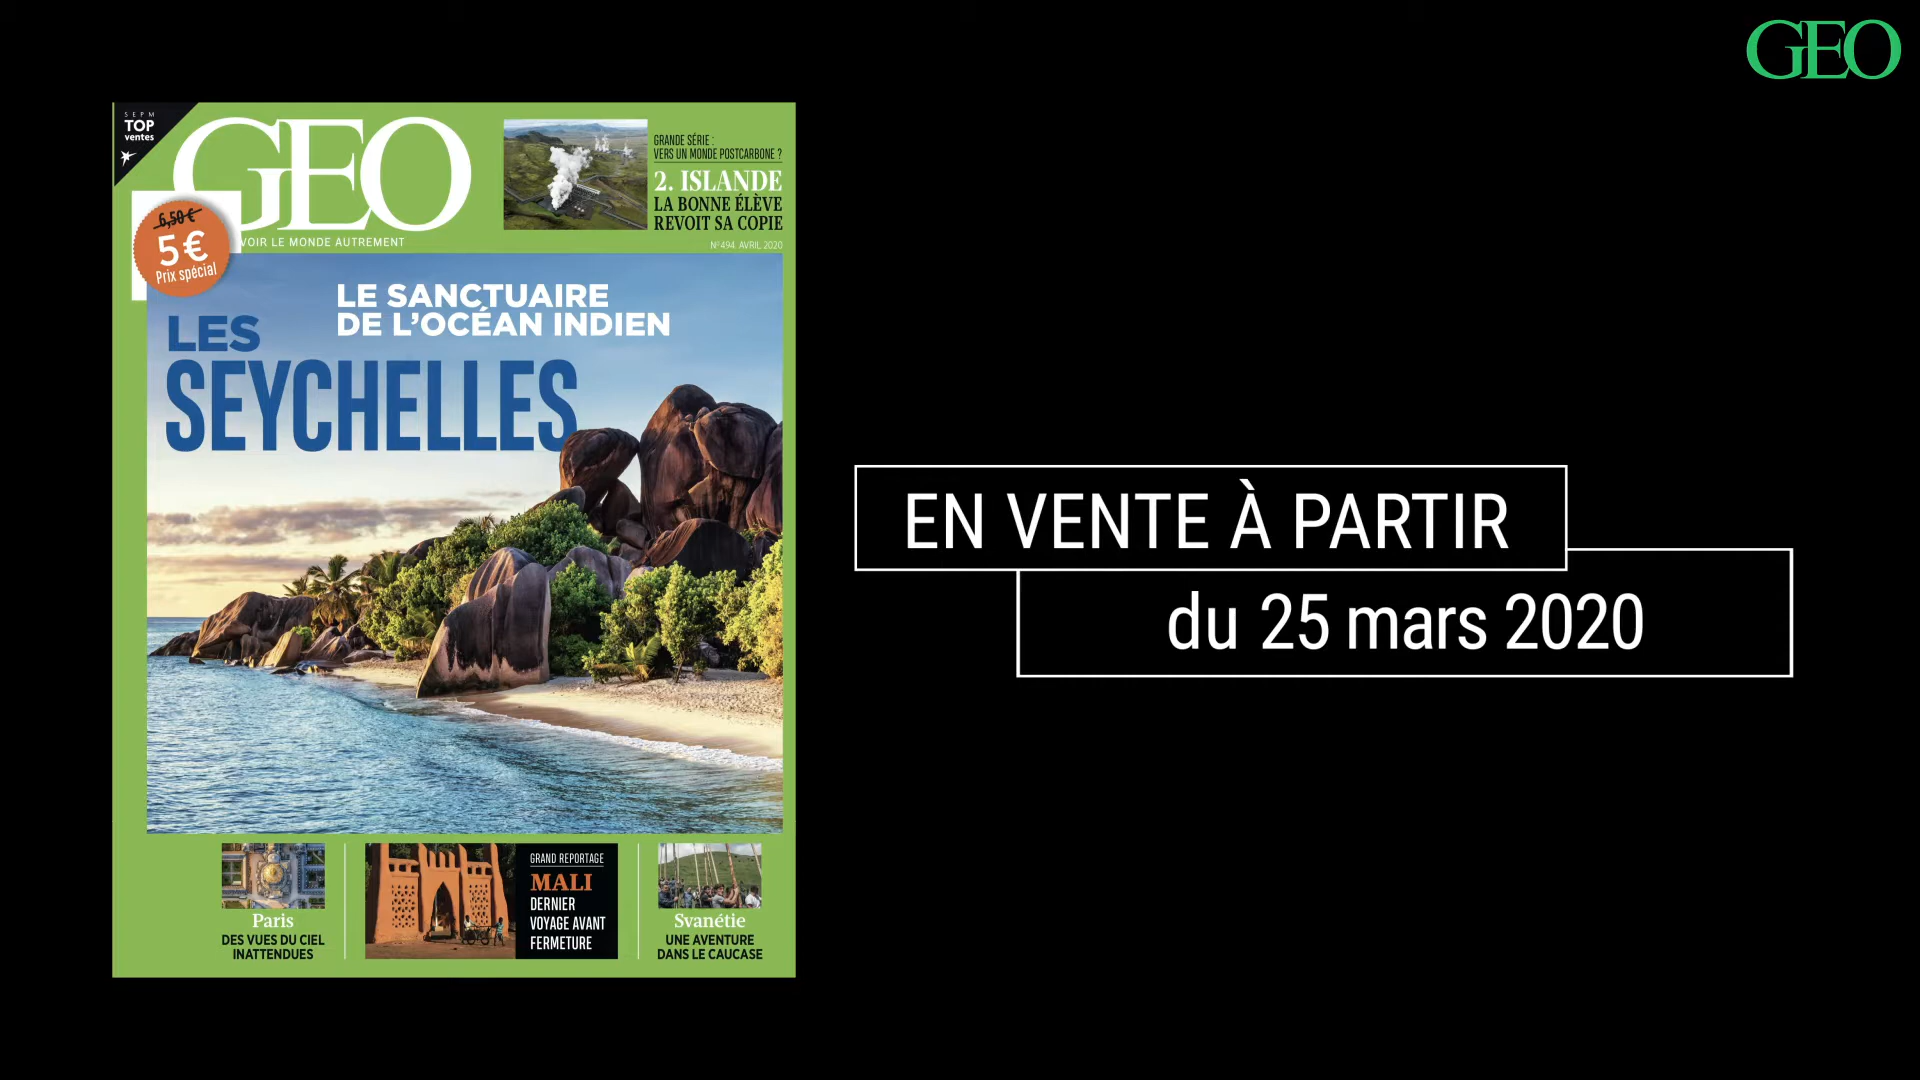 GEO
SEPM
TOP
ventes
GEO
VOIR LE MONDE AUTREMENT
6,50 €
5 €
Prix spécial
GRANDE SÉRIE :
VERS UN MONDE POSTCARBONE ?
2. ISLANDE
LA BONNE ÉLÈVE
REVOIT SA COPIE
N° 494. AVRIL 2020
LE SANCTUAIRE
DE L'OCÉAN INDIEN
LES
SEYCHELLES
Paris
DES VUES DU CIEL
INATTENDUES
GRAND REPORTAGE
MALI
DERNIER
VOYAGE AVANT
FERMETURE
Svanétie
UNE AVENTURE
DANS LE CAUCASE
EN VENTE À PARTIR
du 25 mars 2020